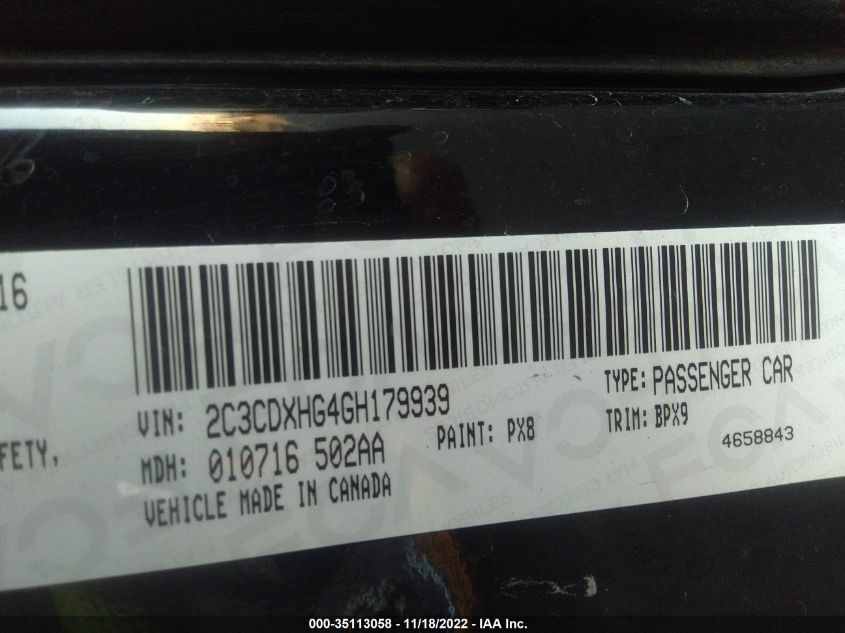 16
VIN: 2C3CDXHG4GH179939
TYPE: PASSENGER CAR
FETY,
MDH: 010716 502AA
PAINT: PX8
TRIM: BPX9
4658843
VEHICLE MADE IN CANADA
000-35113058 - 11/18/2022 - IAA Inc.